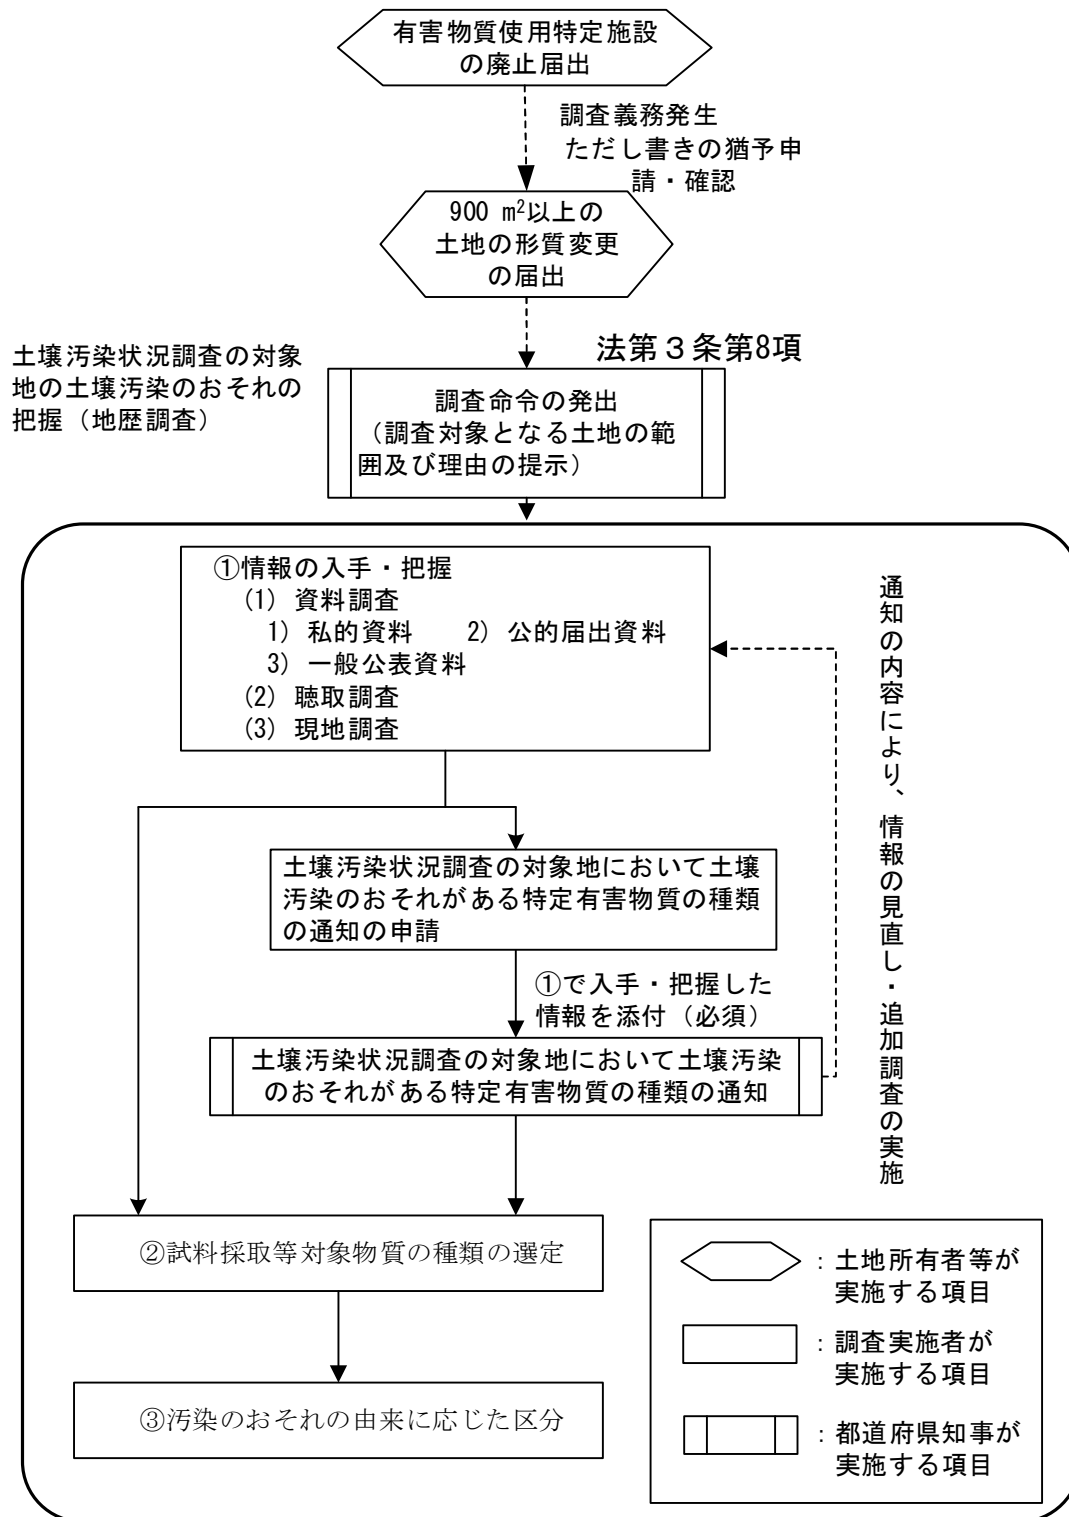 有害物質使用特定施設
の廃止届出
調査義務発生
ただし書きの猶予申
請・確認
900 m²以上の
土地の形質変更
の届出
土壌汚染状況調査の対象
地の土壌汚染のおそれの
把握（地歴調査）
法第３条第8項
調査命令の発出
（調査対象となる土地の範
囲及び理由の提示）
①情報の入手・把握
(1) 資料調査
1) 私的資料 2) 公的届出資料
3) 一般公表資料
(2) 聴取調査
(3) 現地調査
通知の内容により、情報の見直し・追加調査の実施
土壌汚染状況調査の対象地において土壌
汚染のおそれがある特定有害物質の種類
の通知の申請
①で入手・把握した
情報を添付（必須）
土壌汚染状況調査の対象地において土壌汚染
のおそれがある特定有害物質の種類の通知
②試料採取等対象物質の種類の選定
③汚染のおそれの由来に応じた区分
：土地所有者等が
実施する項目
：調査実施者が
実施する項目
：都道府県知事が
実施する項目